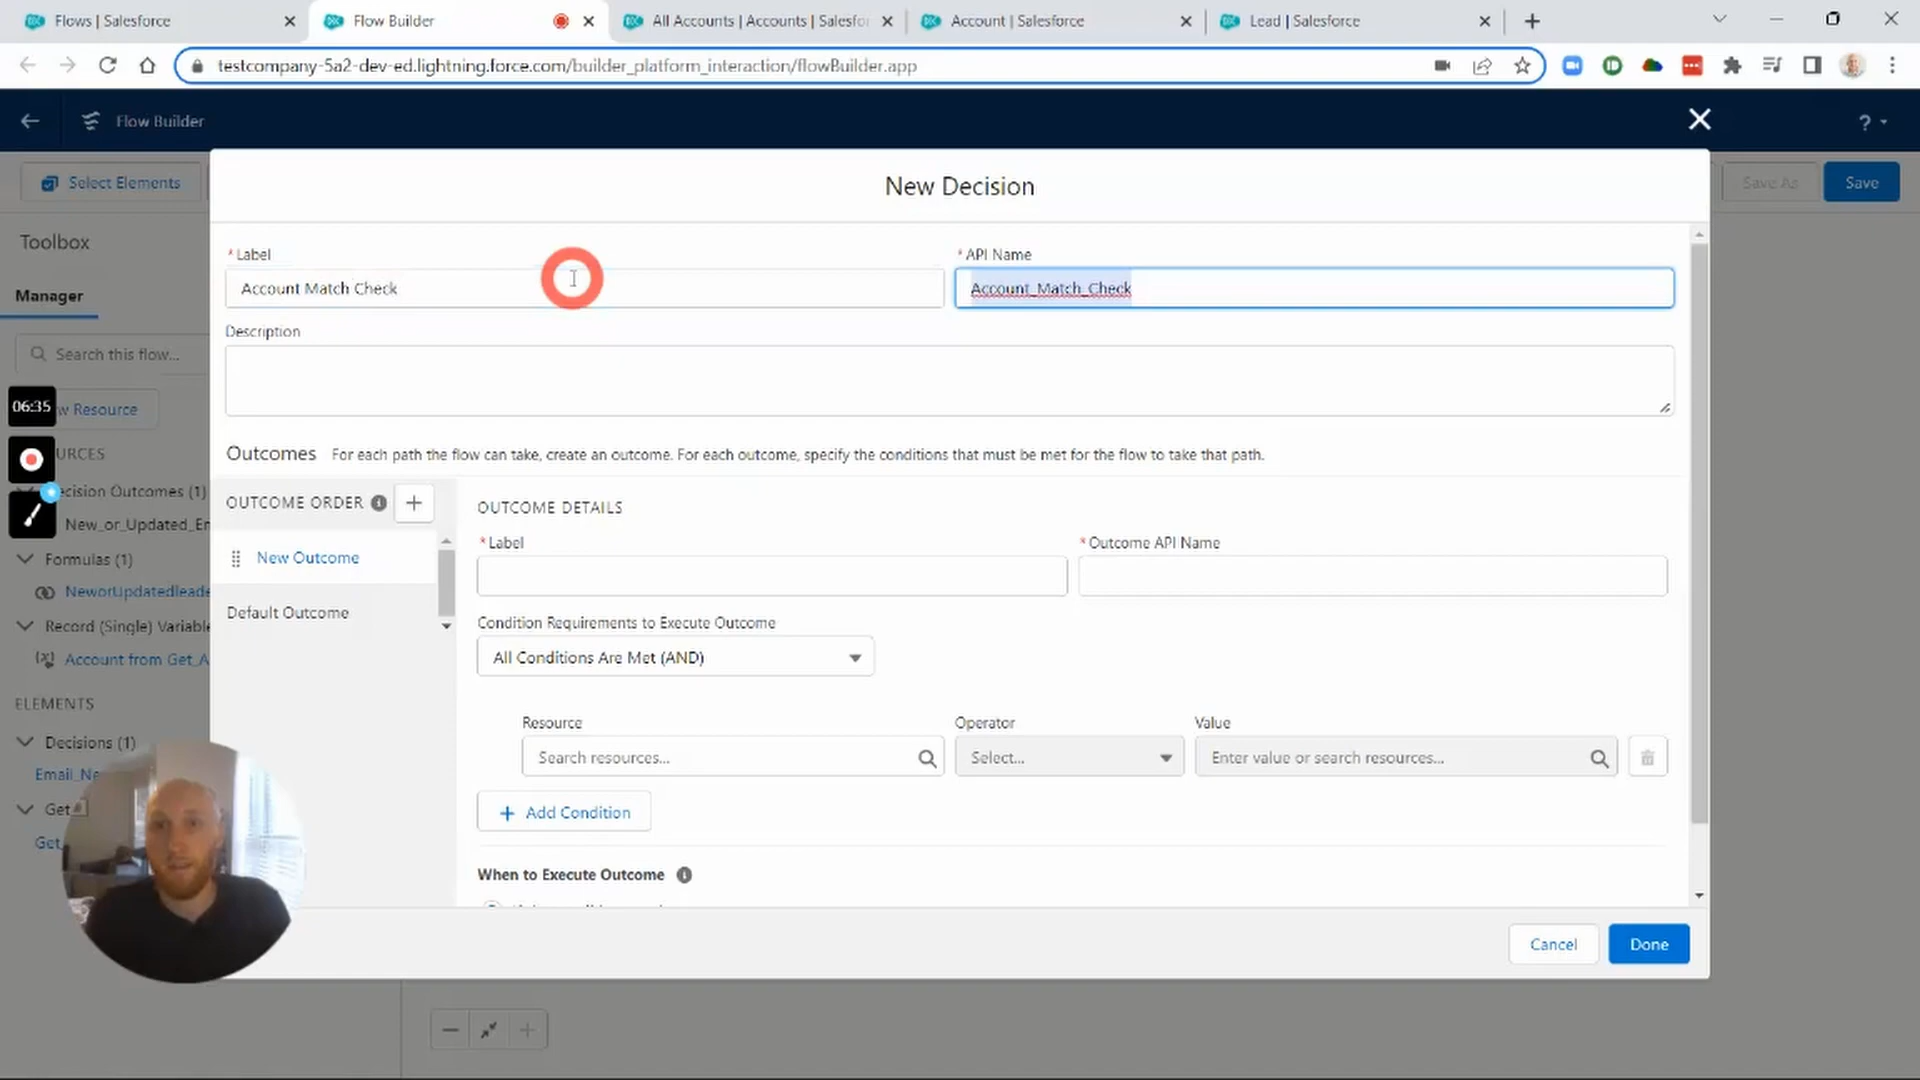 Flows | Salesforce
Flow Builder
All Accounts | Accounts | Salesfor
Account | Salesforce
Lead | Salesforce
testcompany-5a2-dev-ed.lightning.force.com/builder_platform_interaction/flowBuilder.app
Flow Builder
?
Select Elements
Save As
Save
New Decision
Toolbox
* Label
* API Name
Manager
Account Match Check
Account_Match_Check
Description
Search this flow...
06:35
w Resource
URCES
Outcomes For each path the flow can take, create an outcome. For each outcome, specify the conditions that must be met for the flow to take that path.
ecision Outcomes (1)
OUTCOME ORDER
OUTCOME DETAILS
New_or_Updated_En
* Label
* Outcome API Name
Formulas (1)
New Outcome
NeworUpdatedleade
Default Outcome
Condition Requirements to Execute Outcome
Record (Single) Variable
All Conditions Are Met (AND)
Account from Get_A
ELEMENTS
Resource
Operator
Value
Decisions (1)
Search resources...
Select...
Enter value or search resources...
Email_Ne
Get
Add Condition
Get_
When to Execute Outcome
Cancel
Done